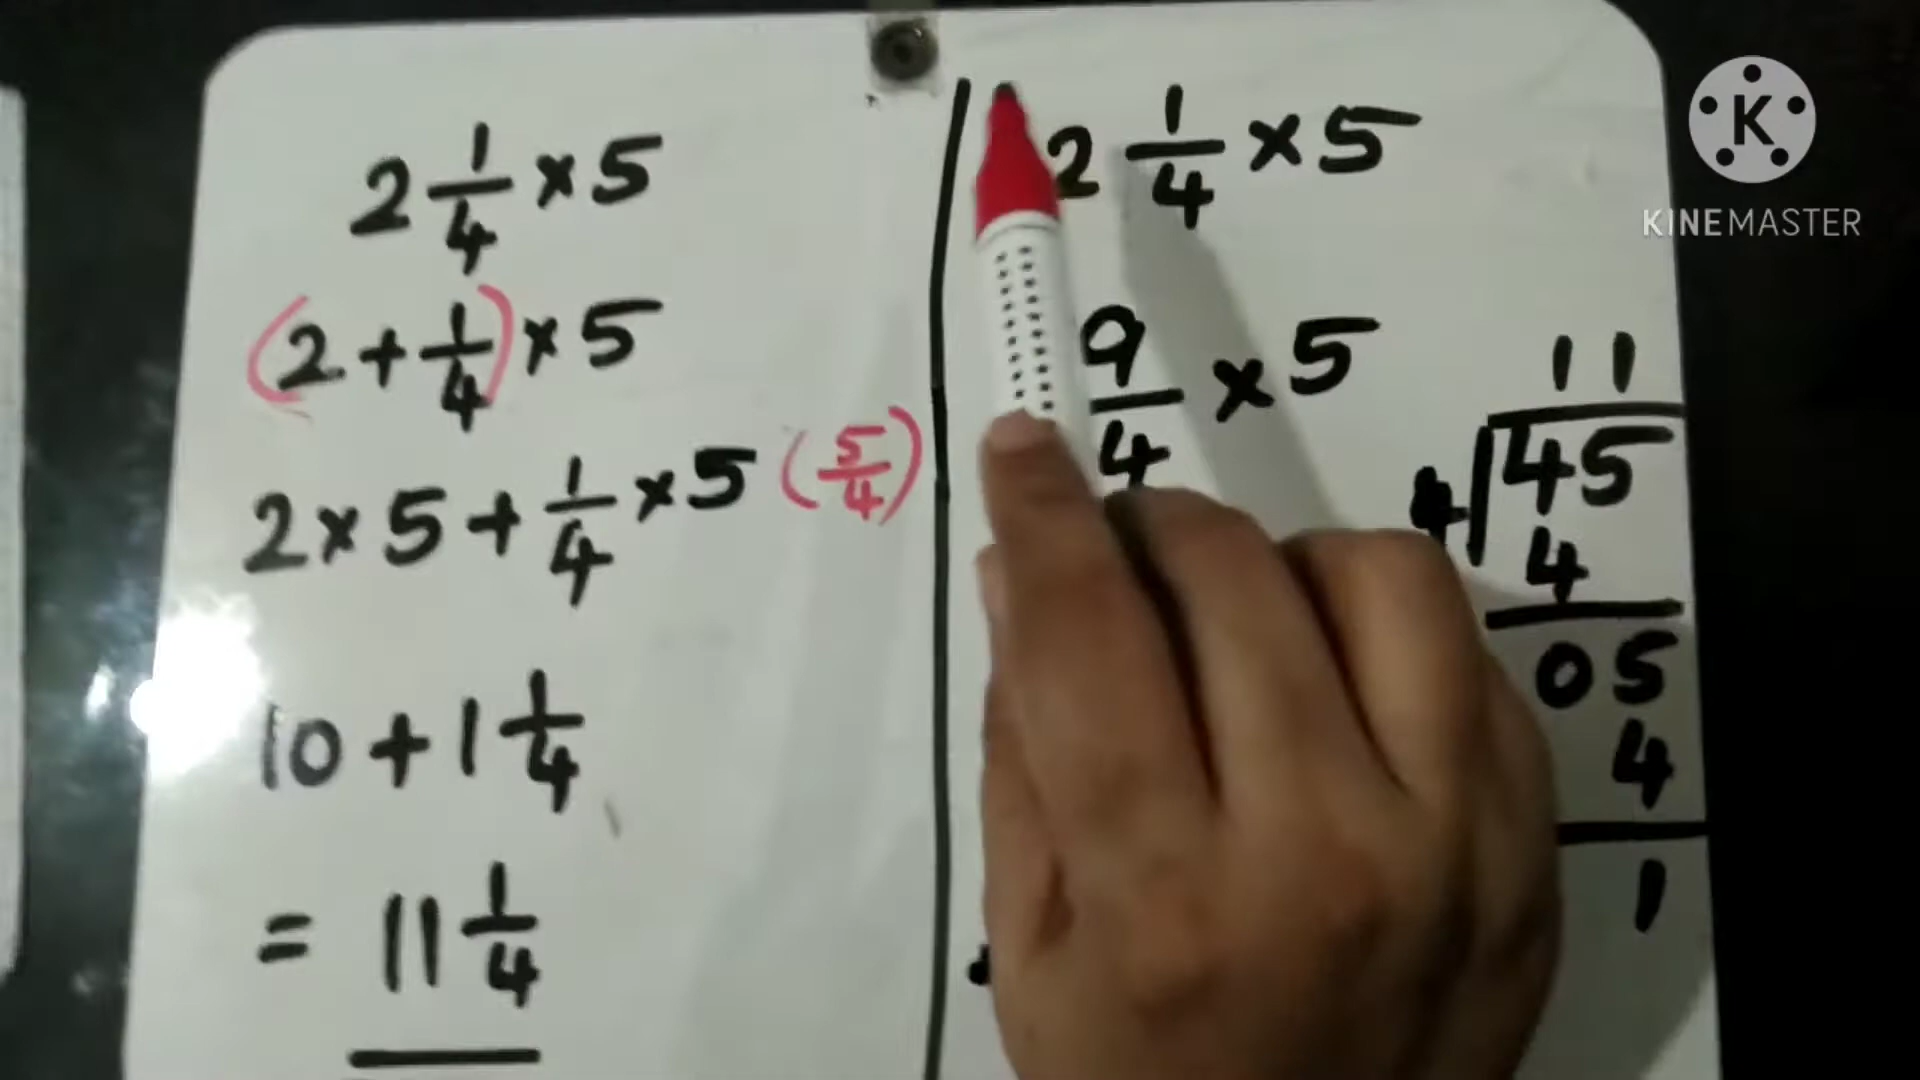 2 1/4 × 5
(2 + 1/4) × 5
2 × 5 + 1/4 × 5 (5/4)
10 + 1 1/4
= 11 1/4
2 1/4 × 5
9/4 × 5
11
4 45
4
05
4
1
K
KINEMASTER